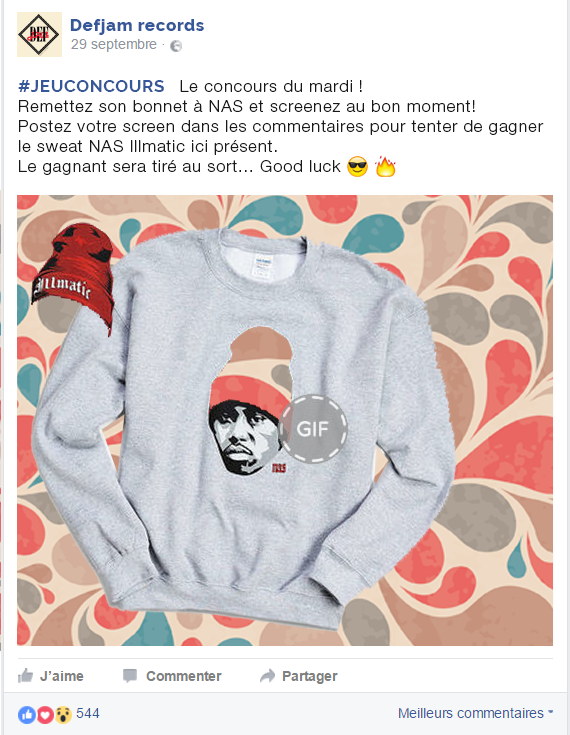 DEF
Defjam records
29 septembre ·
#JEUCONCOURS Le concours du mardi !
Remettez son bonnet à NAS et screenez au bon moment!
Postez votre screen dans les commentaires pour tenter de gagner
le sweat NAS Illmatic ici présent.
Le gagnant sera tiré au sort... Good luck 😎 🔥
Illmatic
GIF
nas
J'aime
Commenter
Partager
544
Meilleurs commentaires